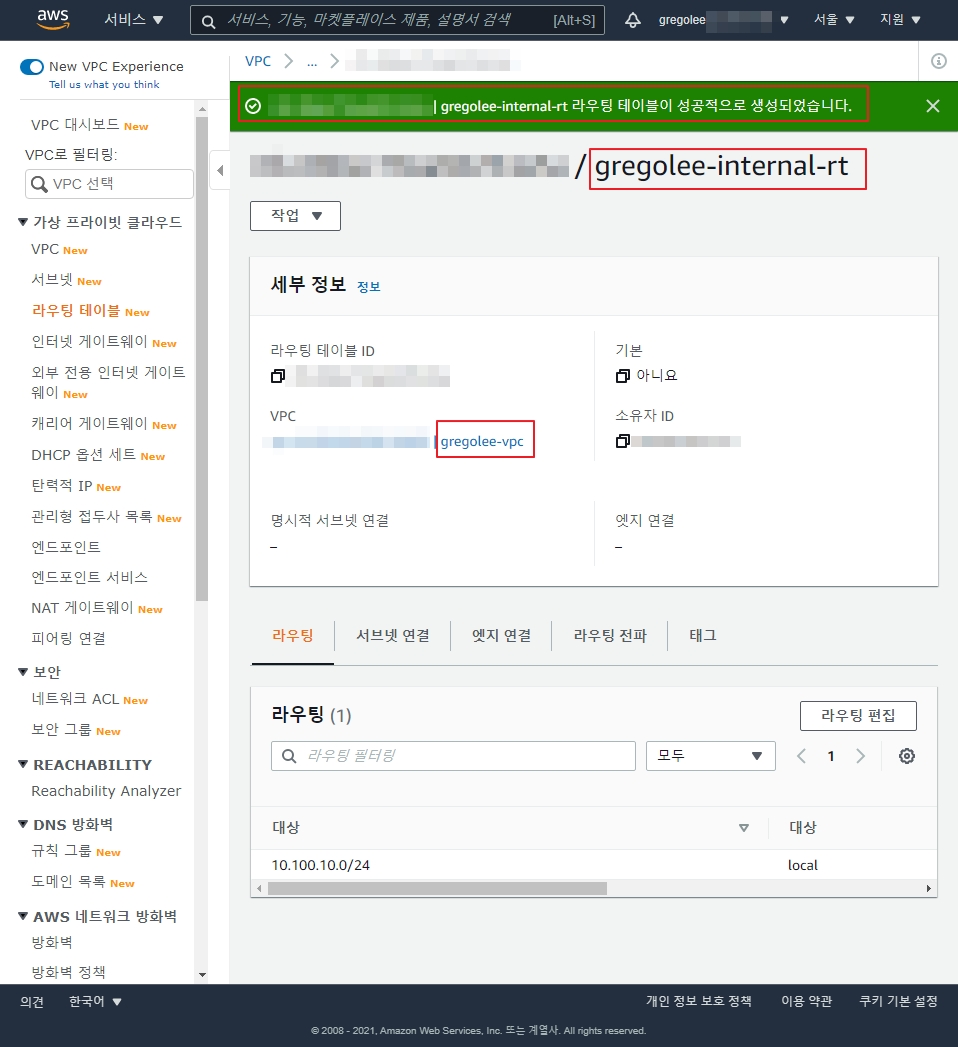 aws 서비스 ▼ 서비스, 기능, 마켓플레이스 제품, 설명서 검색 [Alt+S] gregolee ▼ 서울 ▼ 지원 ▼
New VPC Experience
Tell us what you think
VPC 대시보드 New
VPC로 필터링:
VPC 선택
가상 프라이빗 클라우드
VPC New
서브넷 New
라우팅 테이블 New
인터넷 게이트웨이 New
외부 전용 인터넷 게이트
웨이 New
캐리어 게이트웨이 New
DHCP 옵션 세트 New
탄력적 IP New
관리형 접두사 목록 New
엔드포인트
엔드포인트 서비스
NAT 게이트웨이 New
피어링 연결
보안
네트워크 ACL New
보안 그룹 New
REACHABILITY
Reachability Analyzer
DNS 방화벽
규칙 그룹 New
도메인 목록 New
AWS 네트워크 방화벽
방화벽
방화벽 정책
VPC > ... >
| gregolee-internal-rt 라우팅 테이블이 성공적으로 생성되었습니다.
/ gregolee-internal-rt
작업 ▼
세부 정보 정보
라우팅 테이블 ID
기본
아니요
VPC
| gregolee-vpc
소유자 ID
명시적 서브넷 연결
–
엣지 연결
–
라우팅 서브넷 연결 엣지 연결 라우팅 전파 태그
라우팅 (1) 라우팅 편집
라우팅 필터링 모두 ▼ < 1 >
대상 대상
10.100.10.0/24 local
의견 한국어 ▼ 개인 정보 보호 정책 이용 약관 쿠키 기본 설정
© 2008 - 2021, Amazon Web Services, Inc. 또는 계열사. All rights reserved.